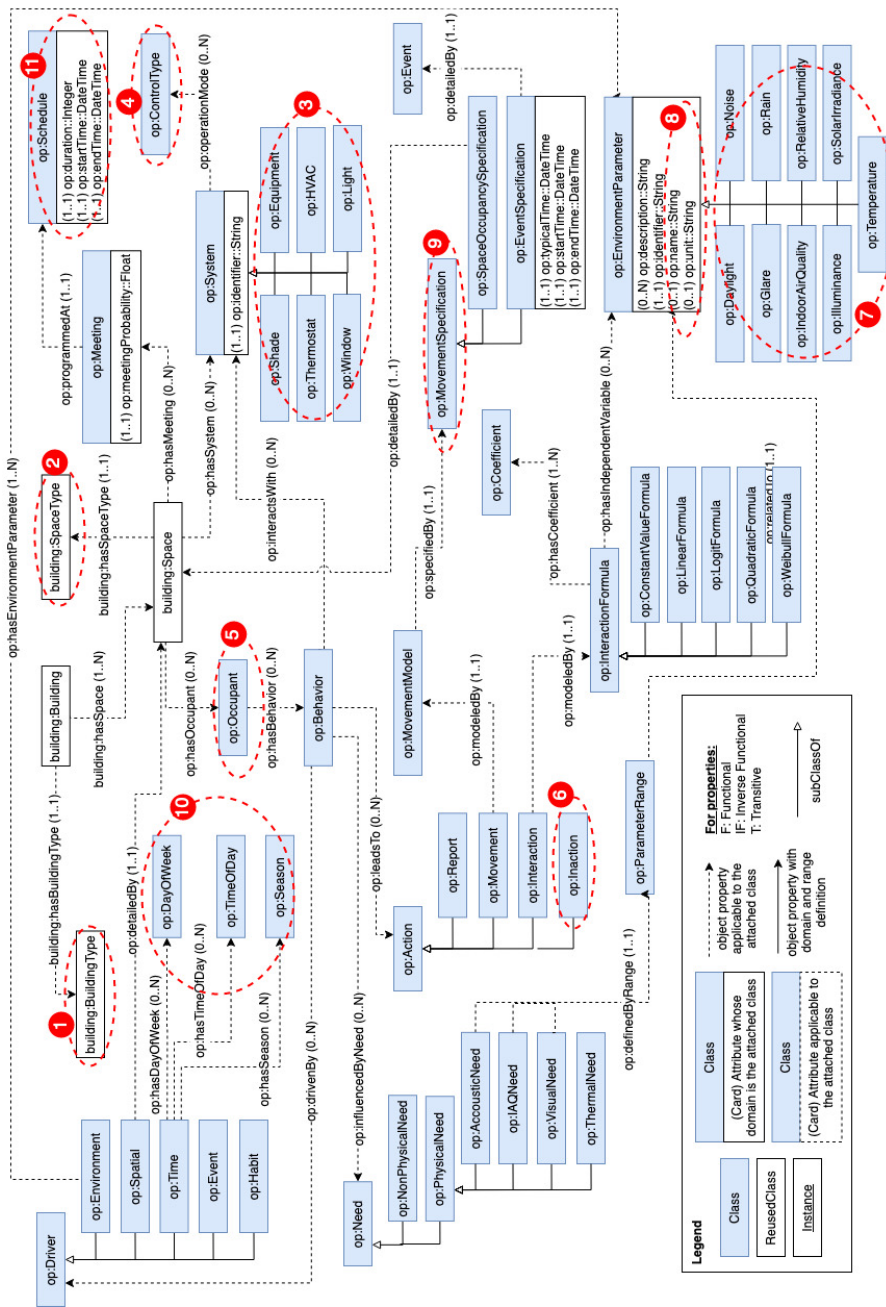 op:Driver
op:Environment
op:Spatial
op:Time
op:Event
op:Habit
op:hasEnvironmentParameter (1..N)
1
building:BuildingType
building:hasBuildingType (1..1)
building:Building
building:hasSpace (1..N)
2
building:SpaceType
building:hasSpaceType (1..1)
building:Space
op:programmedAt (1..1)
op:Meeting
(1..1) op:meetingProbability::Float
op:hasMeeting (0..N)
11
op:Schedule
(1..1) op:duration::Integer
(1..1) op:startTime::DateTime
(1..1) op:endTime::DateTime
op:detailedBy (1..1)
op:hasDayOfWeek (0..N)
op:DayOfWeek
op:hasTimeOfDay (0..N)
op:TimeOfDay
op:hasSeason (0..N)
op:Season
10
op:hasOccupant (0..N)
5
op:Occupant
op:hasBehavior (0..N)
op:Behavior
op:hasSystem (0..N)
op:interactsWith (0..N)
op:System
(1..1) op:identifier::String
op:operationMode (0..N)
4
op:ControlType
3
op:Shade
op:Equipment
op:Thermostat
op:HVAC
op:Window
op:Light
op:drivenBy (0..N)
op:influencedByNeed (0..N)
op:leadsTo (0..N)
op:detailedBy (1..1)
op:Need
op:NonPhysicalNeed
op:PhysicalNeed
op:AccousticNeed
op:IAQNeed
op:VisualNeed
op:ThermalNeed
op:Action
op:Report
op:Movement
op:Interaction
op:Inaction
6
op:MovementModel
op:modeledBy
op:specifiedBy (1..1)
9
op:MovementSpecification
op:SpaceOccupancySpecification
op:EventSpecification
(1..1) op:typicalTime::DateTime
(1..1) op:startTime::DateTime
(1..1) op:endTime::DateTime
op:detailedBy (1..1)
op:Event
op:Coefficient
op:hasCoefficient (1..N)
op:modeledBy (1..1)
op:InteractionFormula
op:hasIndependentVariable (0..N)
op:ConstantValueFormula
op:LinearFormula
op:LogitFormula
op:QuadraticFormula
op:WeibullFormula
op:relatedTo (1..1)
op:definedByRange (1..1)
op:ParameterRange
op:EnvironmentParameter
(0..N) op:description::String
(1..1) op:identifier::String
(0..1) op:name::String
(0..1) op:unit::String
8
op:Daylight
op:Noise
op:Glare
op:Rain
op:IndoorAirQuality
op:RelativeHumidity
op:Illuminance
op:SolarIrradiance
op:Temperature
7
Legend
Class
ReusedClass
Instance
Class
(Card) Attribute whose
domain is the attached class
Class
(Card) Attribute applicable to
the attached class
object property
applicable to the
attached class
object property with
domain and range
definition
For properties:
F: Functional
IF: Inverse Functional
T: Transitive
subClassOf